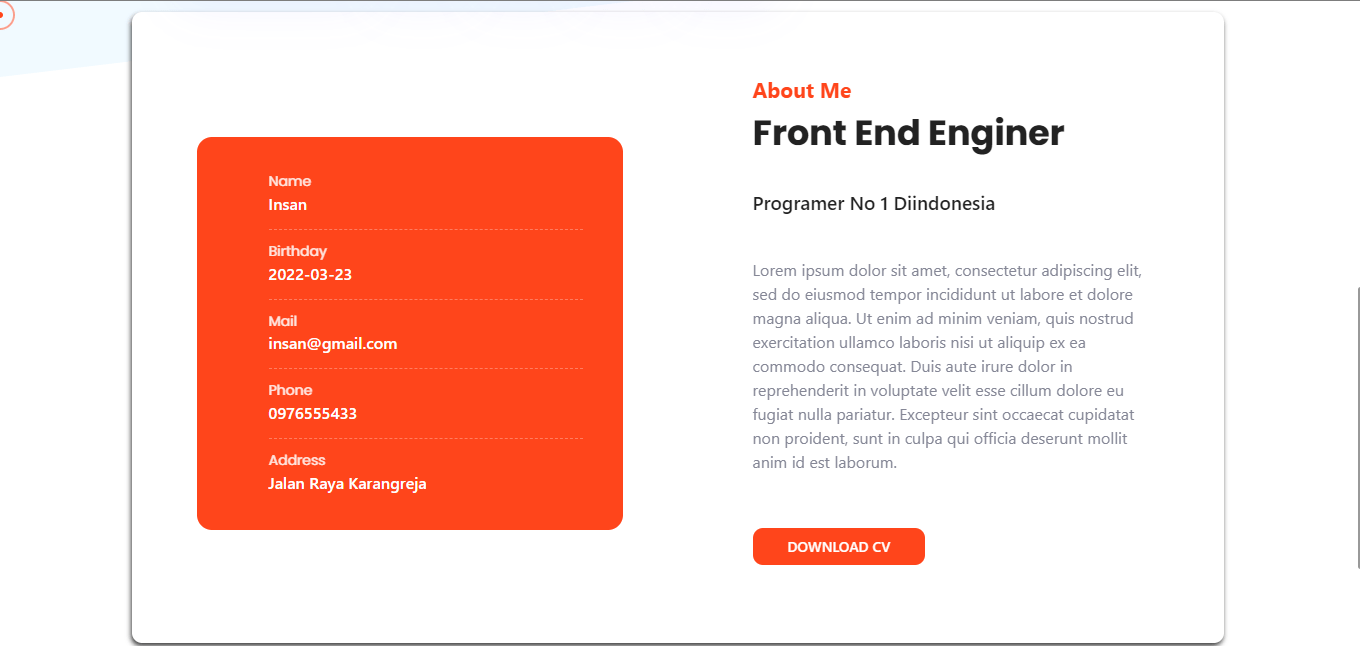 Name
Insan
Birthday
2022-03-23
Mail
insan@gmail.com
Phone
0976555433
Address
Jalan Raya Karangreja
About Me
Front End Enginer
Programer No 1 Diindonesia
Lorem ipsum dolor sit amet, consectetur adipiscing elit,
sed do eiusmod tempor incididunt ut labore et dolore
magna aliqua. Ut enim ad minim veniam, quis nostrud
exercitation ullamco laboris nisi ut aliquip ex ea
commodo consequat. Duis aute irure dolor in
reprehenderit in voluptate velit esse cillum dolore eu
fugiat nulla pariatur. Excepteur sint occaecat cupidatat
non proident, sunt in culpa qui officia deserunt mollit
anim id est laborum.
DOWNLOAD CV